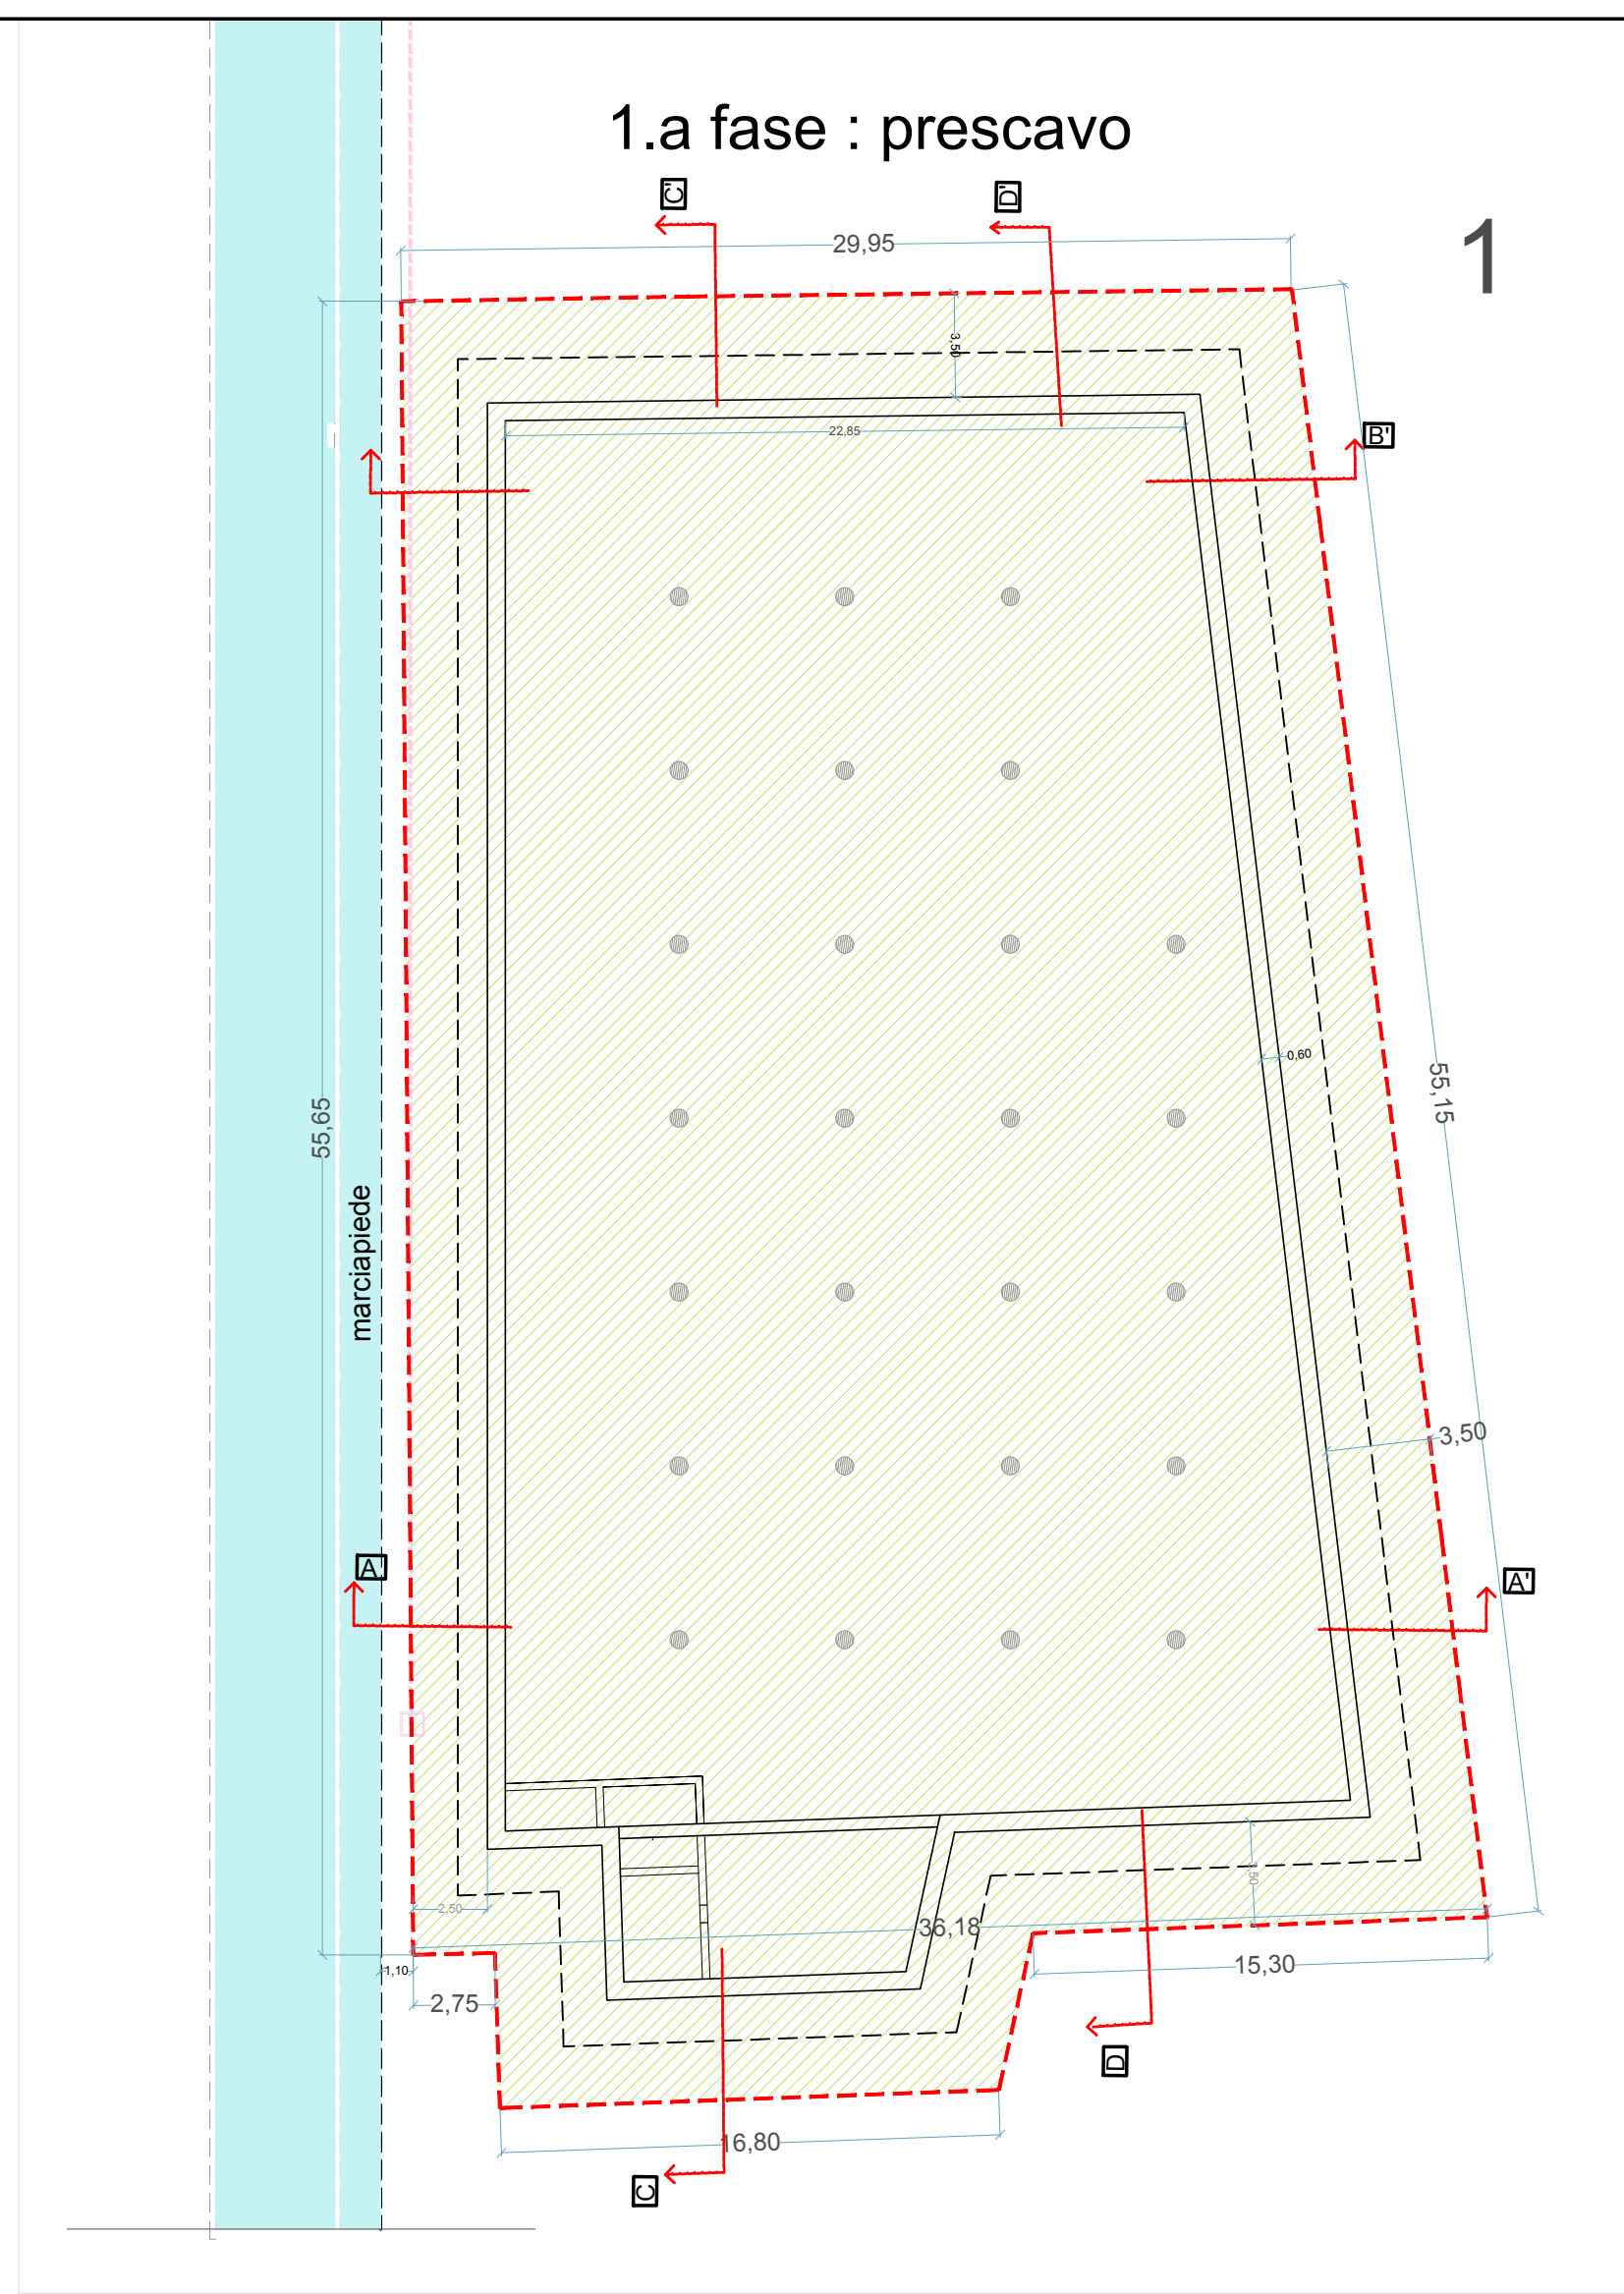 1.a fase : prescavo
C'
D'
1
29,95
3,50
22,85
B'
0,60
55,15
55,65
marciapiede
3,50
A
A'
2,50
36,18
1,10
15,30
2,75
D
16,80
C